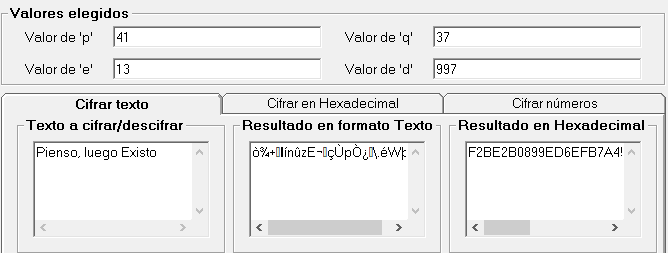 Valores elegidos
Valor de 'p' 41 Valor de 'q' 37
Valor de 'e' 13 Valor de 'd' 997
Cifrar texto Cifrar en Hexadecimal Cifrar números
Texto a cifrar/descifrar Resultado en formato Texto Resultado en Hexadecimal
Pienso, luego Existo F2BE2B0899ED6EFB7A4